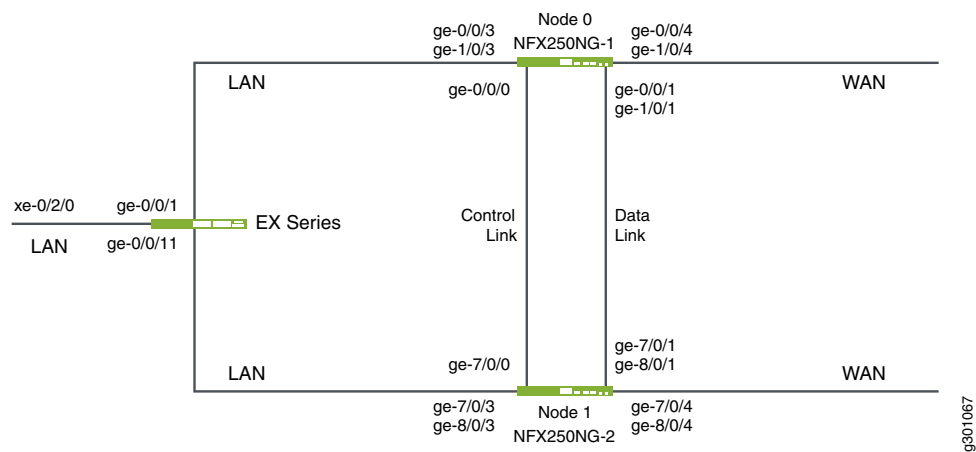 Node 0
NFX250NG-1
ge-0/0/3
ge-1/0/3
ge-0/0/4
ge-1/0/4
LAN
WAN
ge-0/0/0
ge-0/0/1
ge-1/0/1
xe-0/2/0
ge-0/0/1
EX Series
LAN
ge-0/0/11
Control
Link
Data
Link
ge-7/0/1
ge-8/0/1
ge-7/0/0
LAN
WAN
ge-7/0/3
ge-8/0/3
Node 1
NFX250NG-2
ge-7/0/4
ge-8/0/4
g301067